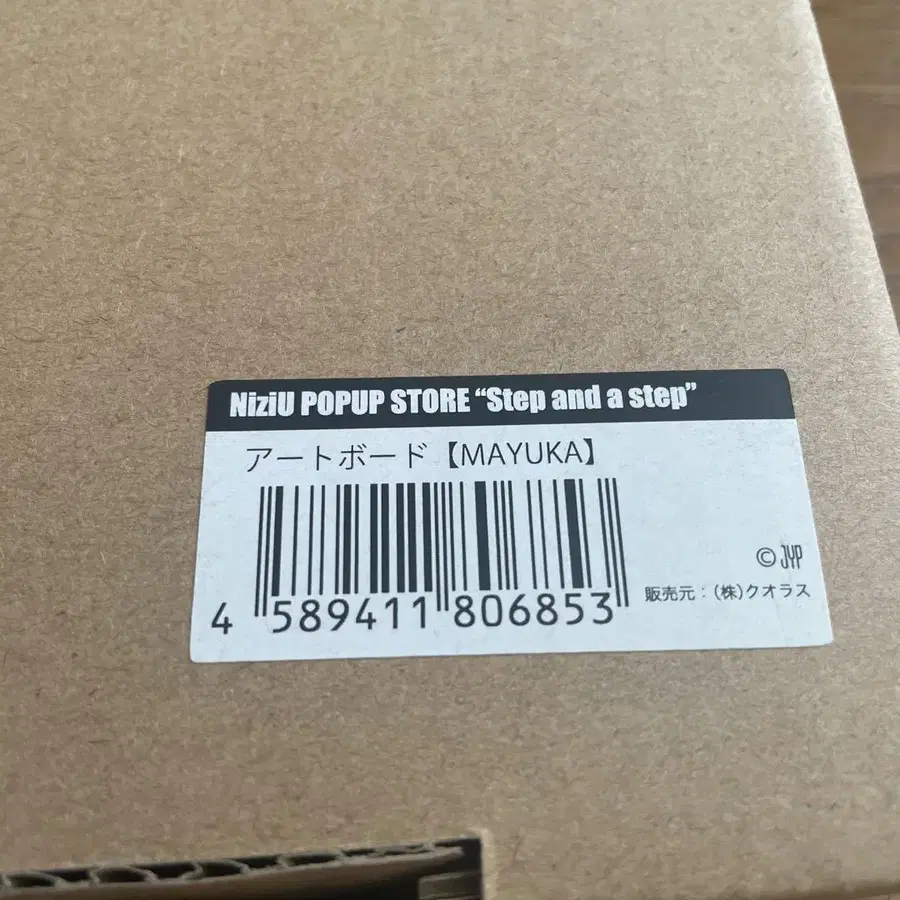 NiziU POPUP STORE “Step and a step”
アートボード【MAYUKA】
© JYP
販売元：(株)クオラス
4 589411 806853